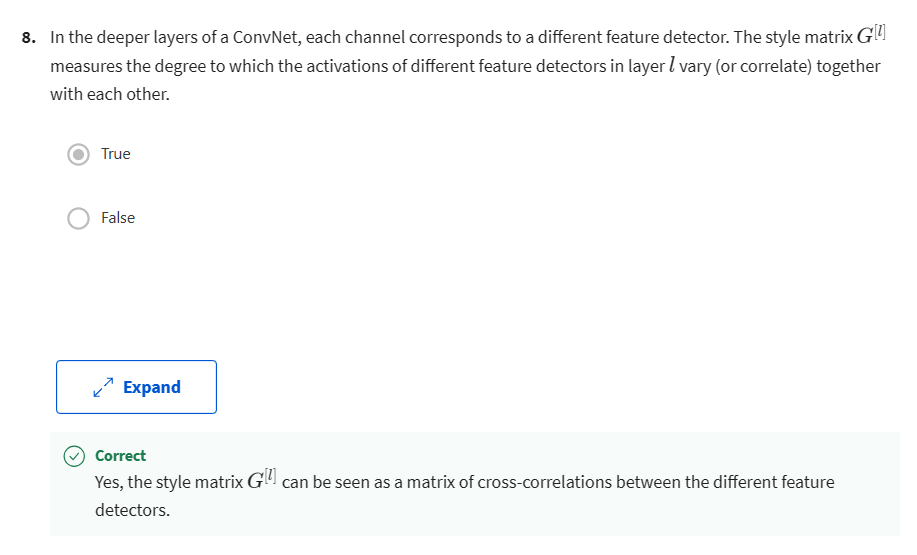 8. In the deeper layers of a ConvNet, each channel corresponds to a different feature detector. The style matrix G^{[l]}
measures the degree to which the activations of different feature detectors in layer l vary (or correlate) together
with each other.
True
False
Expand
Correct
Yes, the style matrix G^{[l]} can be seen as a matrix of cross-correlations between the different feature
detectors.